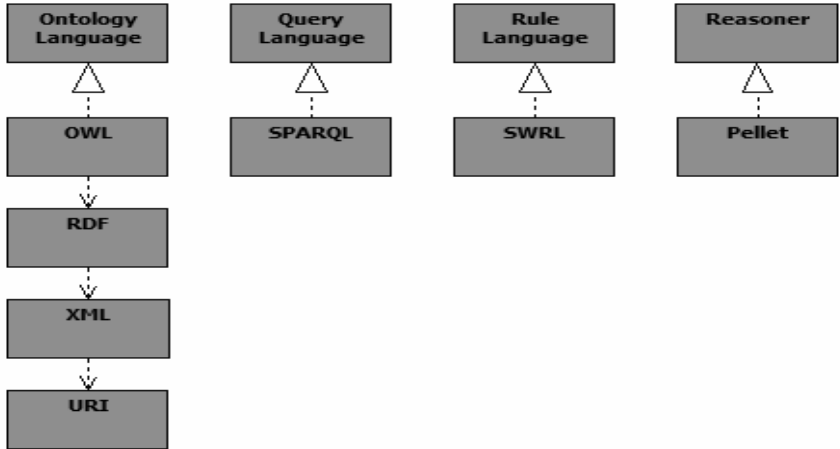 Ontology
Language
Query
Language
Rule
Language
Reasoner
OWL
SPARQL
SWRL
Pellet
RDF
XML
URI